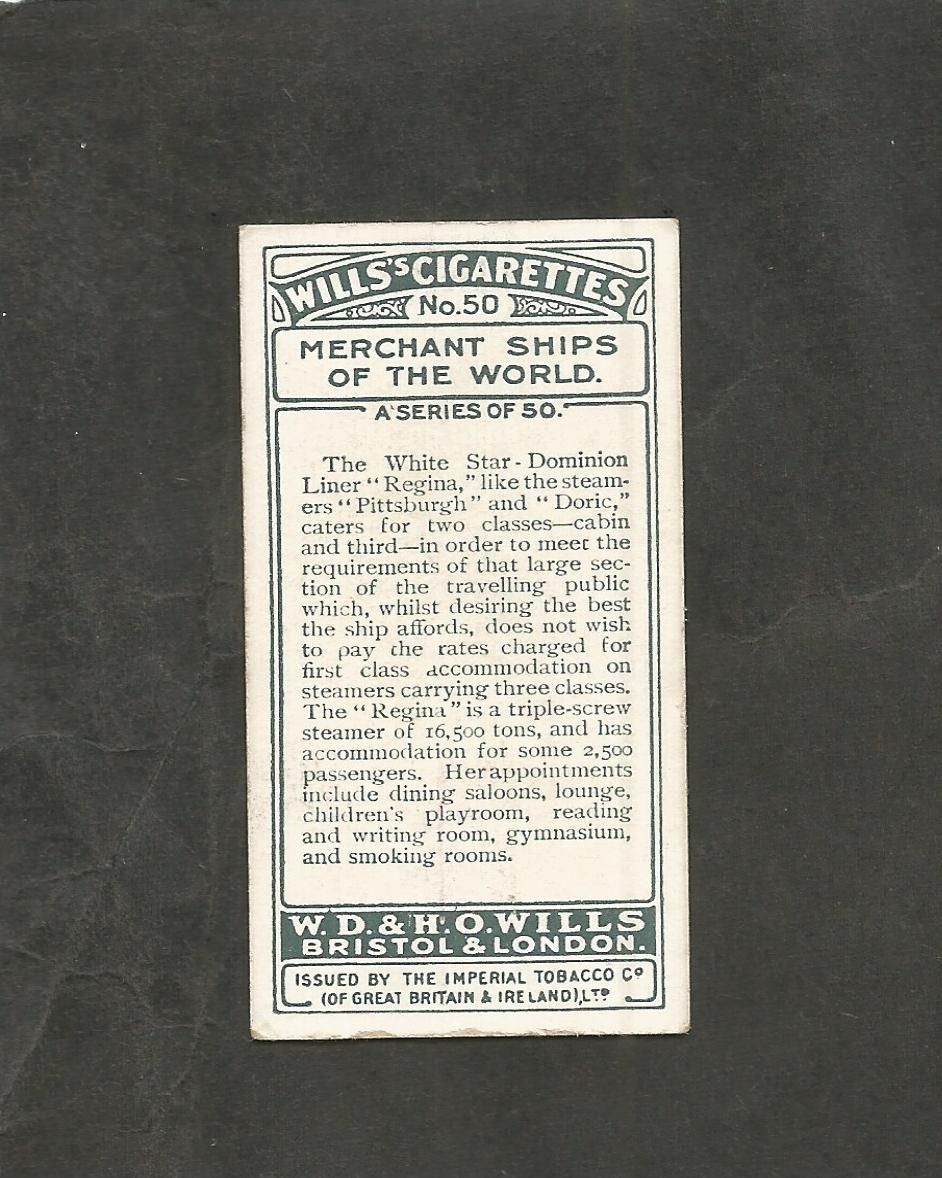 WILLS'S CIGARETTES
No. 50
MERCHANT SHIPS
OF THE WORLD.
A SERIES OF 50.
The White Star-Dominion
Liner "Regina," like the steam-
ers "Pittsburgh" and "Doric,"
caters for two classes—cabin
and third—in order to meet the
requirements of that large sec-
tion of the travelling public
which, whilst desiring the best
the ship affords, does not wish
to pay the rates charged for
first class accommodation on
steamers carrying three classes.
The "Regina" is a triple-screw
steamer of 16,500 tons, and has
accommodation for some 2,500
passengers. Her appointments
include dining saloons, lounge,
children's playroom, reading
and writing room, gymnasium,
and smoking rooms.
W. D. & H. O. WILLS
BRISTOL & LONDON.
ISSUED BY THE IMPERIAL TOBACCO Co
(OF GREAT BRITAIN & IRELAND), LTD